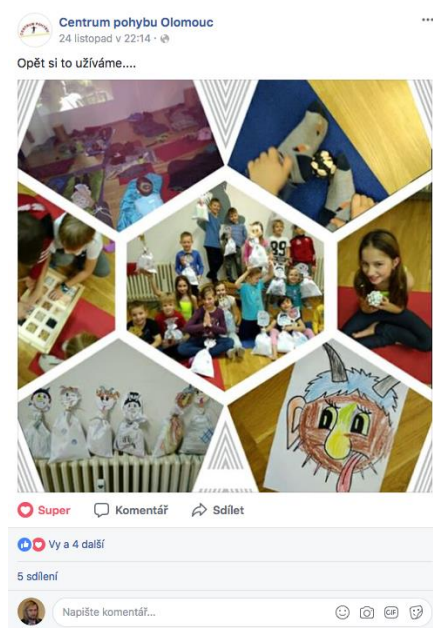 Centrum pohybu Olomouc
24 listopad v 22:14 ·
Opět si to užíváme....
Super Komentář Sdílet
Vy a 4 další
5 sdílení
Napište komentář...
GIF